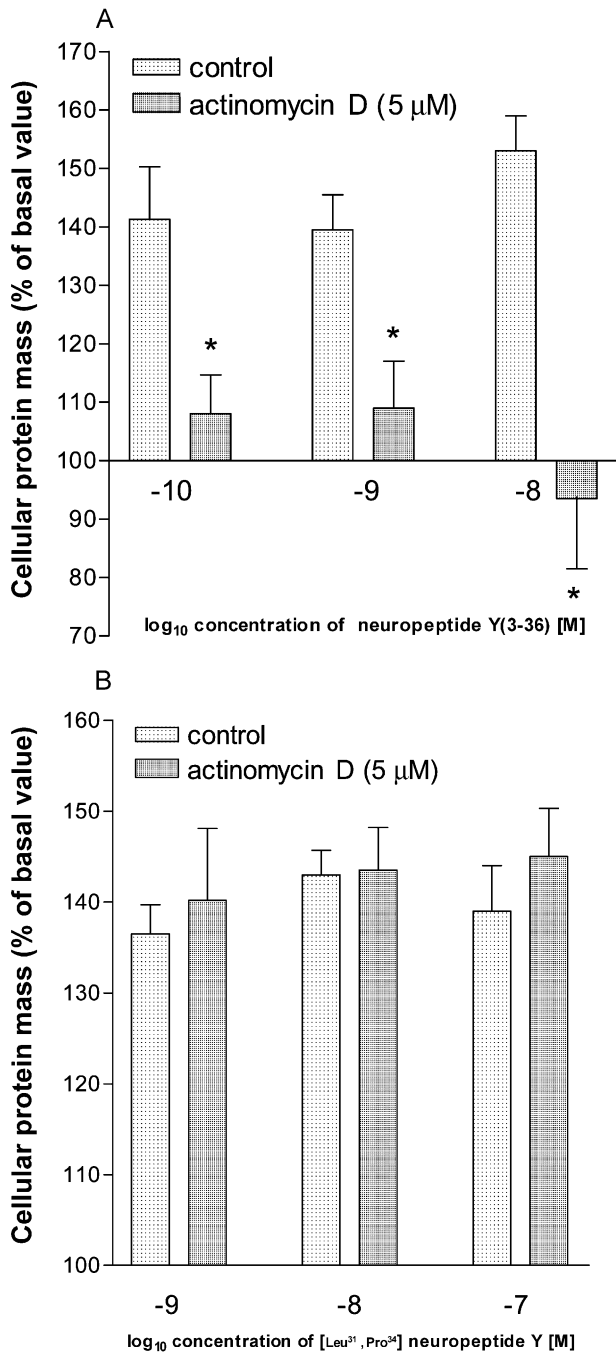 A
Cellular protein mass (% of basal value)
170
160
150
140
130
120
110
100
90
80
70
control
actinomycin D (5 μM)
*
*
*
-10
-9
-8
log10 concentration of neuropeptide Y(3-36) [M]
B
Cellular protein mass (% of basal value)
160
150
140
130
120
110
100
control
actinomycin D (5 μM)
-9
-8
-7
log10 concentration of [Leu31, Pro34] neuropeptide Y [M]